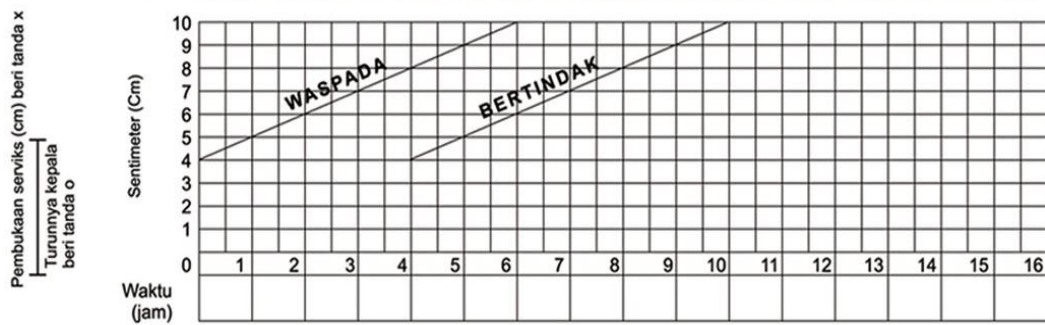 Pembukaan serviks (cm) beri tanda x
Turunnya kepala
beri tanda o
Sentimeter (Cm)
10
9
8
7
6
5
4
3
2
1
0
WASPADA
BERTINDAK
1 2 3 4 5 6 7 8 9 10 11 12 13 14 15 16
Waktu
(jam)